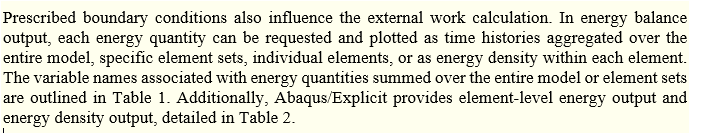 Prescribed boundary conditions also influence the external work calculation. In energy balance
output, each energy quantity can be requested and plotted as time histories aggregated over the
entire model, specific element sets, individual elements, or as energy density within each element.
The variable names associated with energy quantities summed over the entire model or element sets
are outlined in Table 1. Additionally, Abaqus/Explicit provides element-level energy output and
energy density output, detailed in Table 2.